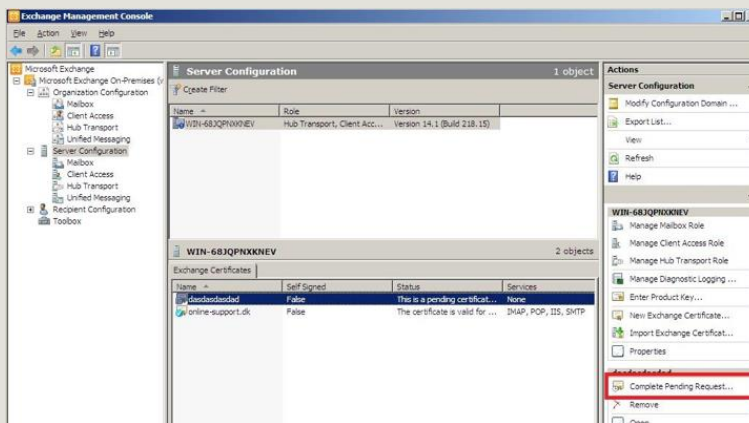 Exchange Management Console
File Action View Help
Microsoft Exchange
Microsoft Exchange On-Premises (v
Organization Configuration
Mailbox
Client Access
Hub Transport
Unified Messaging
Server Configuration
Mailbox
Client Access
Hub Transport
Unified Messaging
Recipient Configuration
Toolbox
Server Configuration 1 object
Create Filter
Name Role Version
WIN-68JQPNXKNEV Hub Transport, Client Acc... Version 14.1 (Build 218.15)
WIN-68JQPNXKNEV 2 objects
Exchange Certificates
Name Self Signed Status Services
dasdasdasdad False This is a pending certificat... None
online-support.dk False The certificate is valid for ... IMAP, POP, IIS, SMTP
Actions
Server Configuration
Modify Configuration Domain ...
Export List...
View
Refresh
Help
WIN-68JQPNXKNEV
Manage Mailbox Role
Manage Client Access Role
Manage Hub Transport Role
Manage Diagnostic Logging ...
Enter Product Key...
New Exchange Certificate...
Import Exchange Certificat...
Properties
dasdasdasdad
Complete Pending Request...
Remove
Open